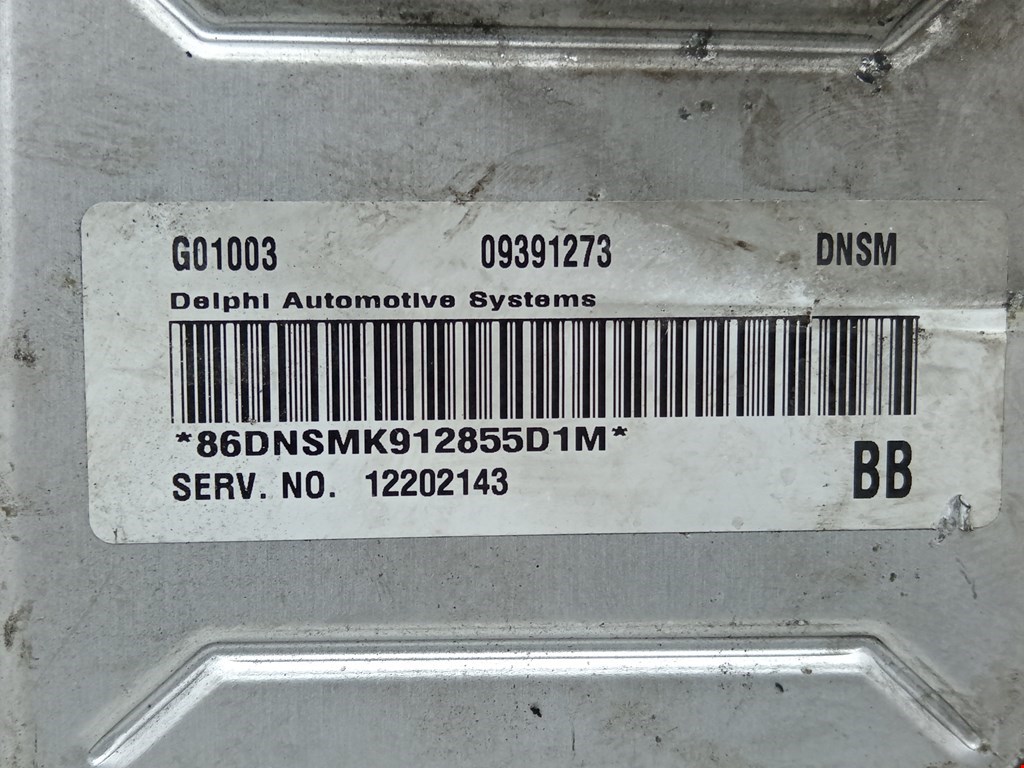 G01003 09391273 DNSM
Delphi Automotive Systems
*86DNSMK912855D1M*
SERV. NO. 12202143 BB